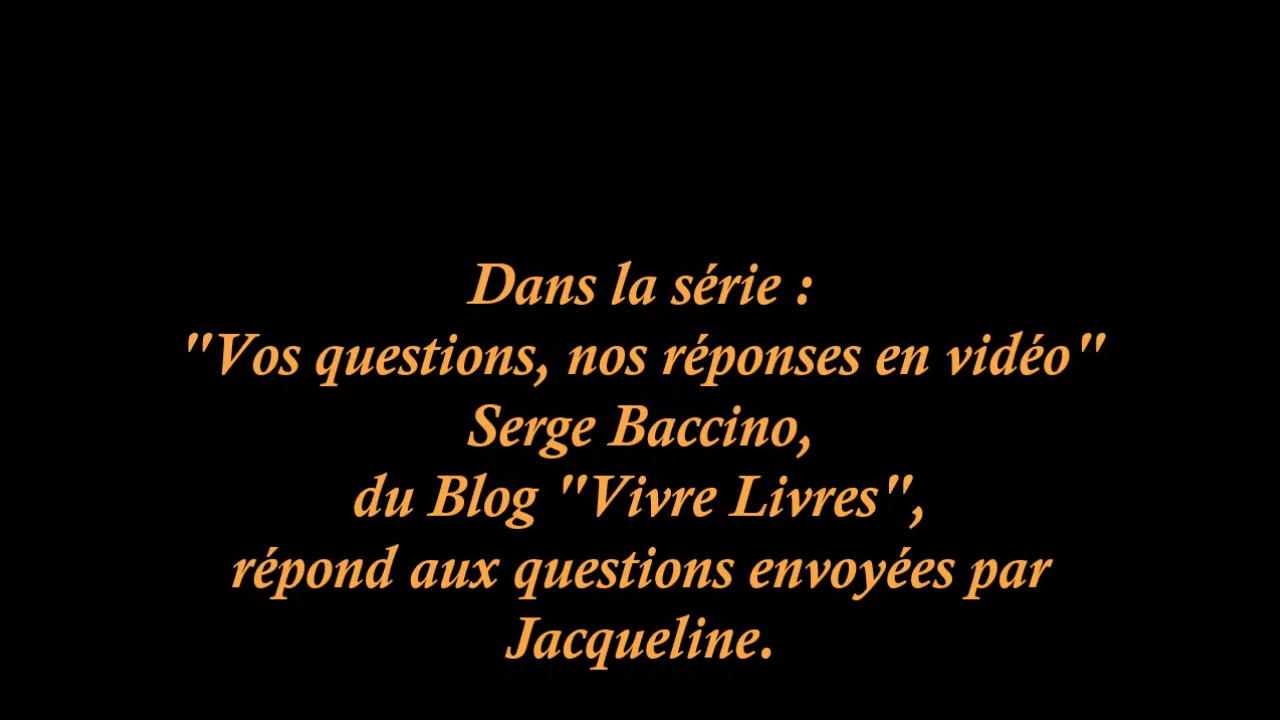 Dans la série :
"Vos questions, nos réponses en vidéo"
Serge Baccino,
du Blog "Vivre Livres",
répond aux questions envoyées par
Jacqueline.